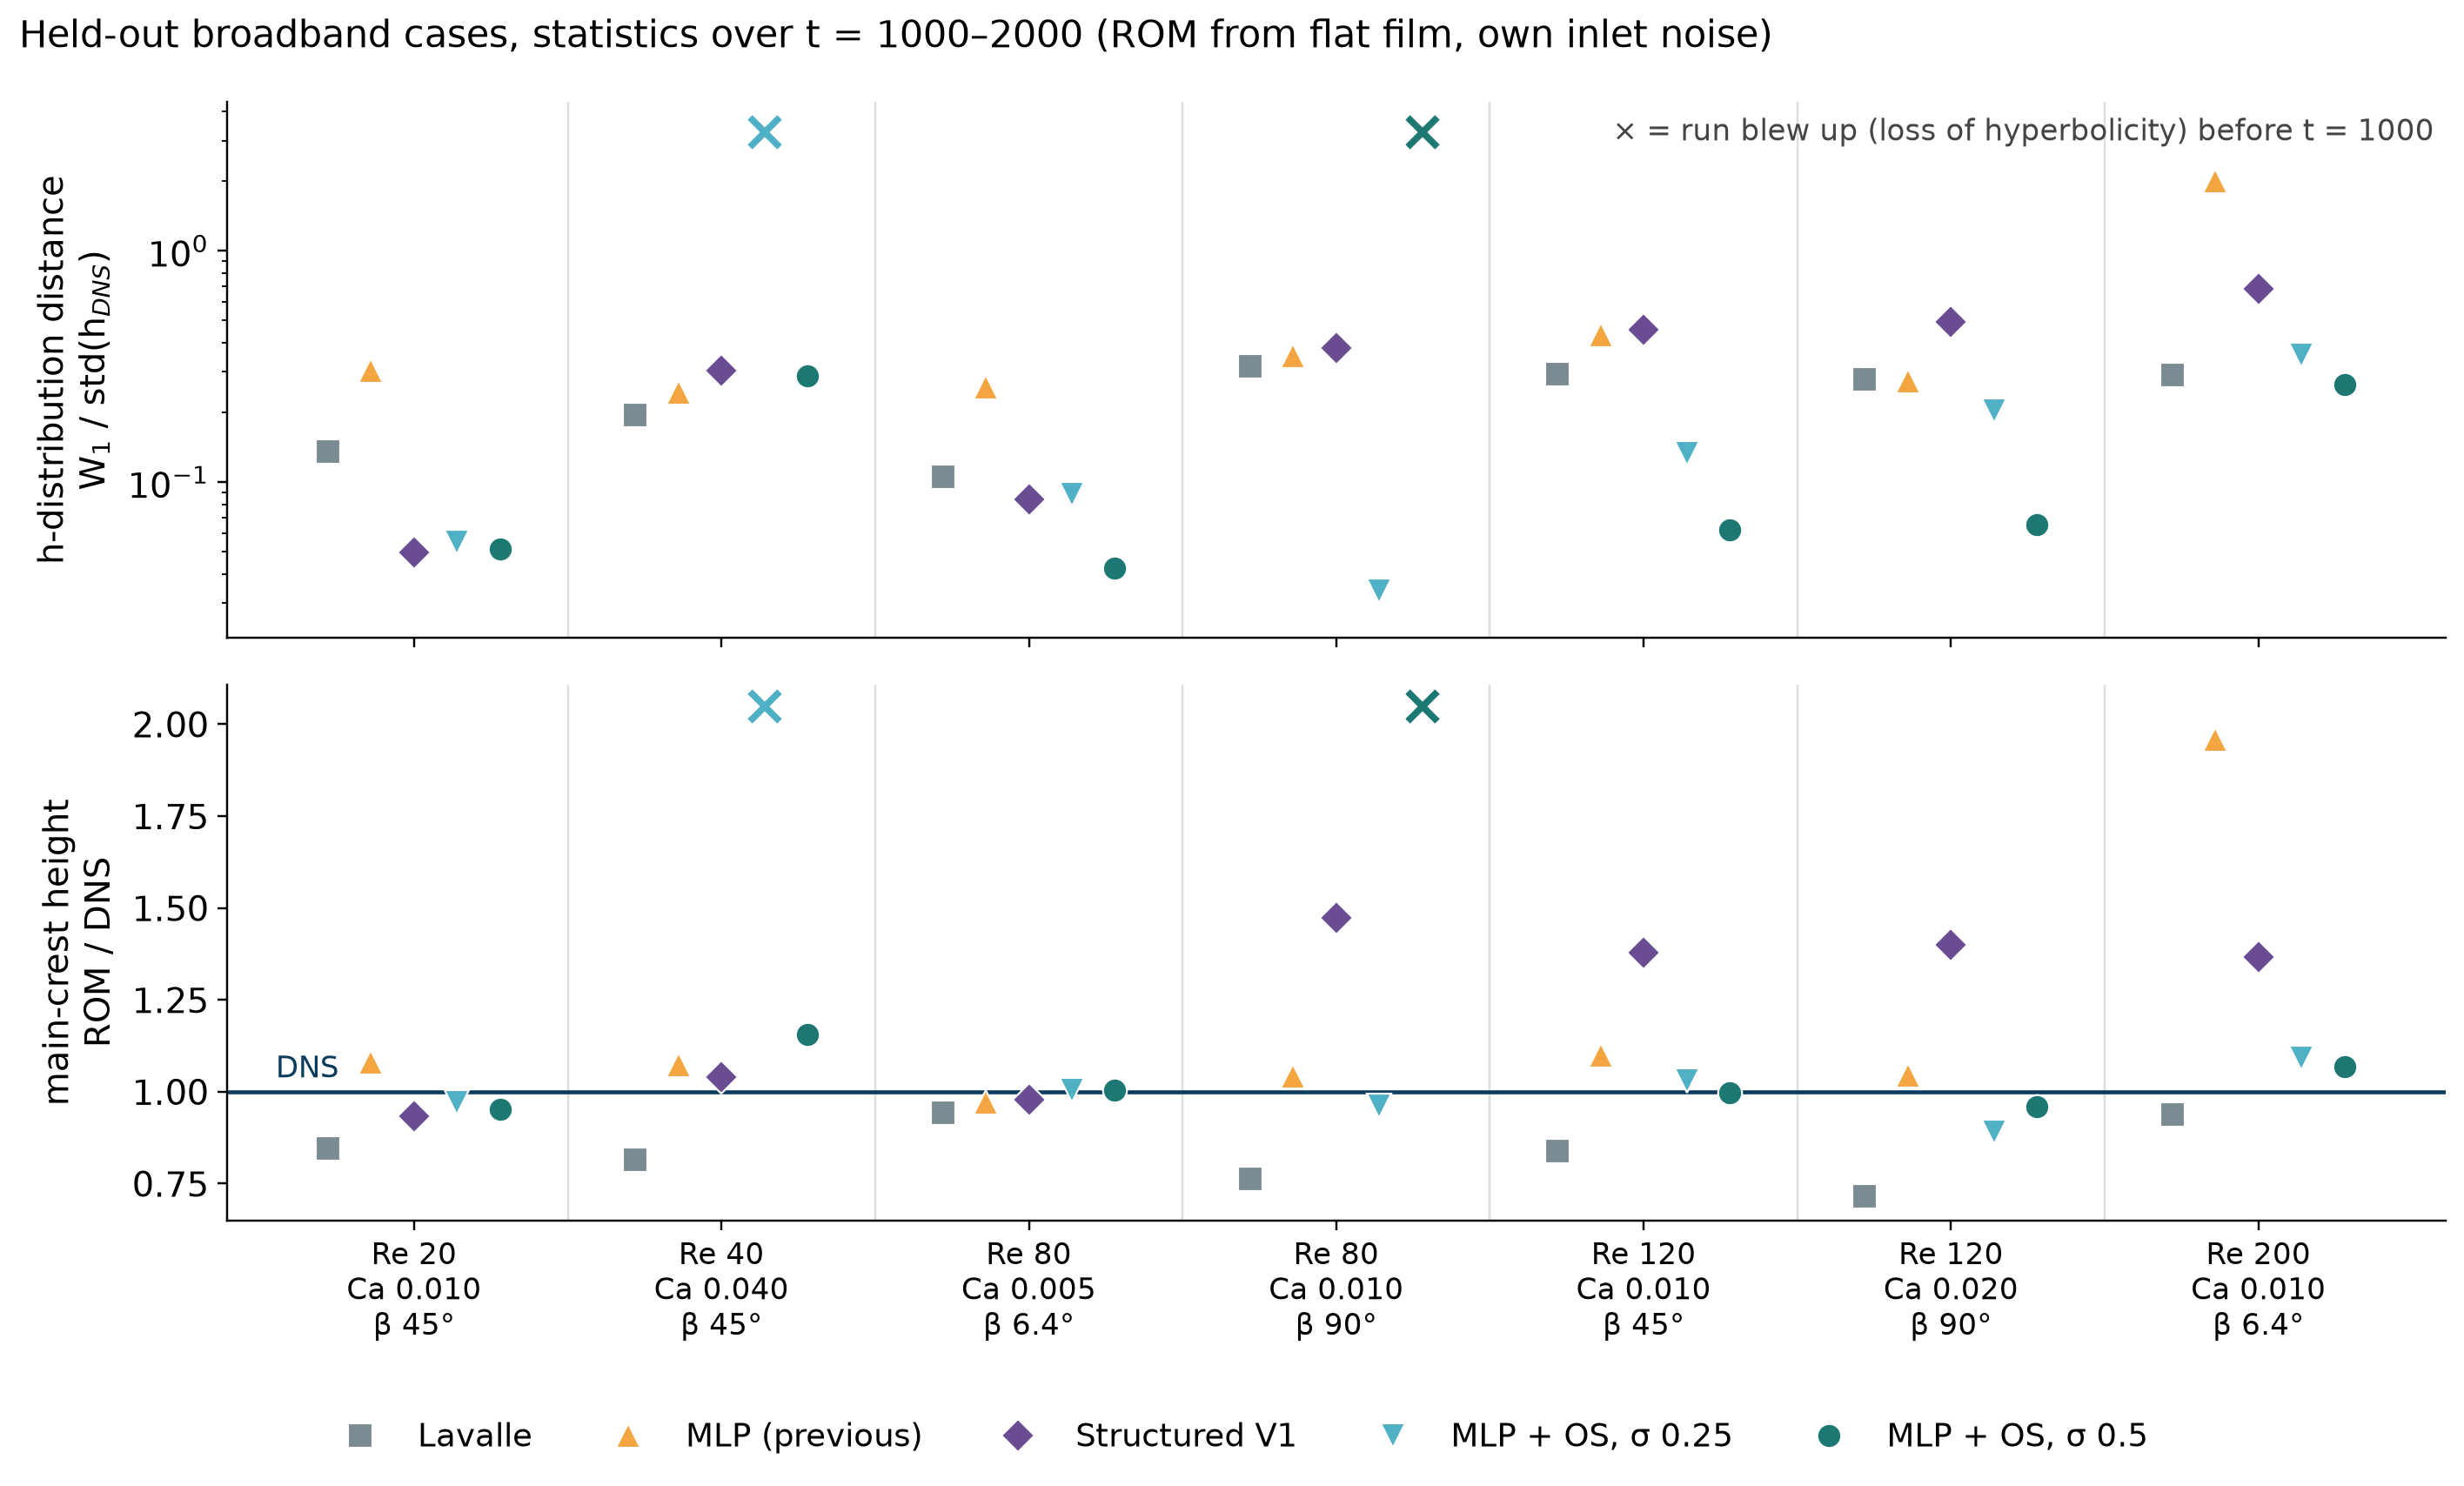 Held-out broadband cases, statistics over t = 1000–2000 (ROM from flat film, own inlet noise)
× = run blew up (loss of hyperbolicity) before t = 1000
h-distribution distance
W₁ / std(h_DNS)
10⁰
10⁻¹
main-crest height
ROM / DNS
2.00
1.75
1.50
1.25
1.00
0.75
DNS
Re 20
Ca 0.010
β 45°
Re 40
Ca 0.040
β 45°
Re 80
Ca 0.005
β 6.4°
Re 80
Ca 0.010
β 90°
Re 120
Ca 0.010
β 45°
Re 120
Ca 0.020
β 90°
Re 200
Ca 0.010
β 6.4°
Lavalle
MLP (previous)
Structured V1
MLP + OS, σ 0.25
MLP + OS, σ 0.5